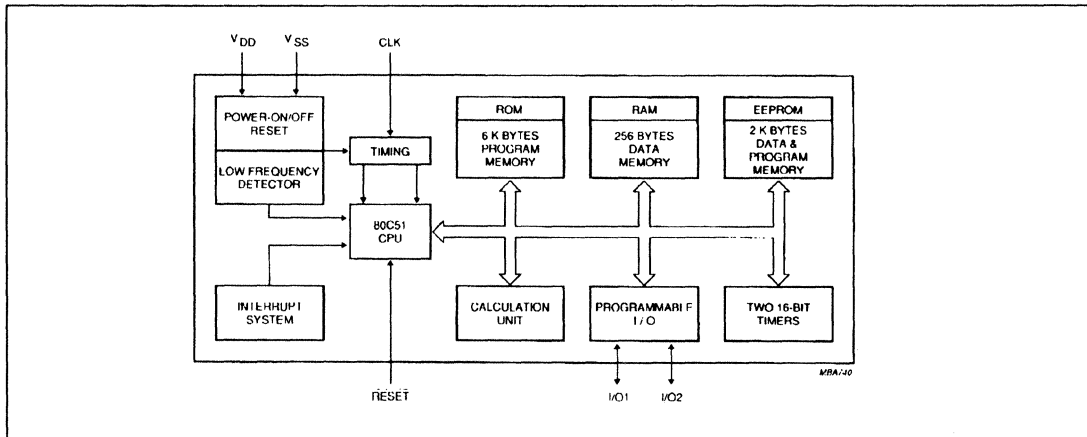 VDD
VSS
CLK
POWER-ON/OFF
RESET
LOW FREQUENCY
DETECTOR
TIMING
80C51
CPU
INTERRUPT
SYSTEM
ROM
6 K BYTES
PROGRAM
MEMORY
RAM
256 BYTES
DATA
MEMORY
EEPROM
2 K BYTES
DATA &
PROGRAM
MEMORY
CALCULATION
UNIT
PROGRAMMABLE
I/O
TWO 16-BIT
TIMERS
RESET
I/O1
I/O2